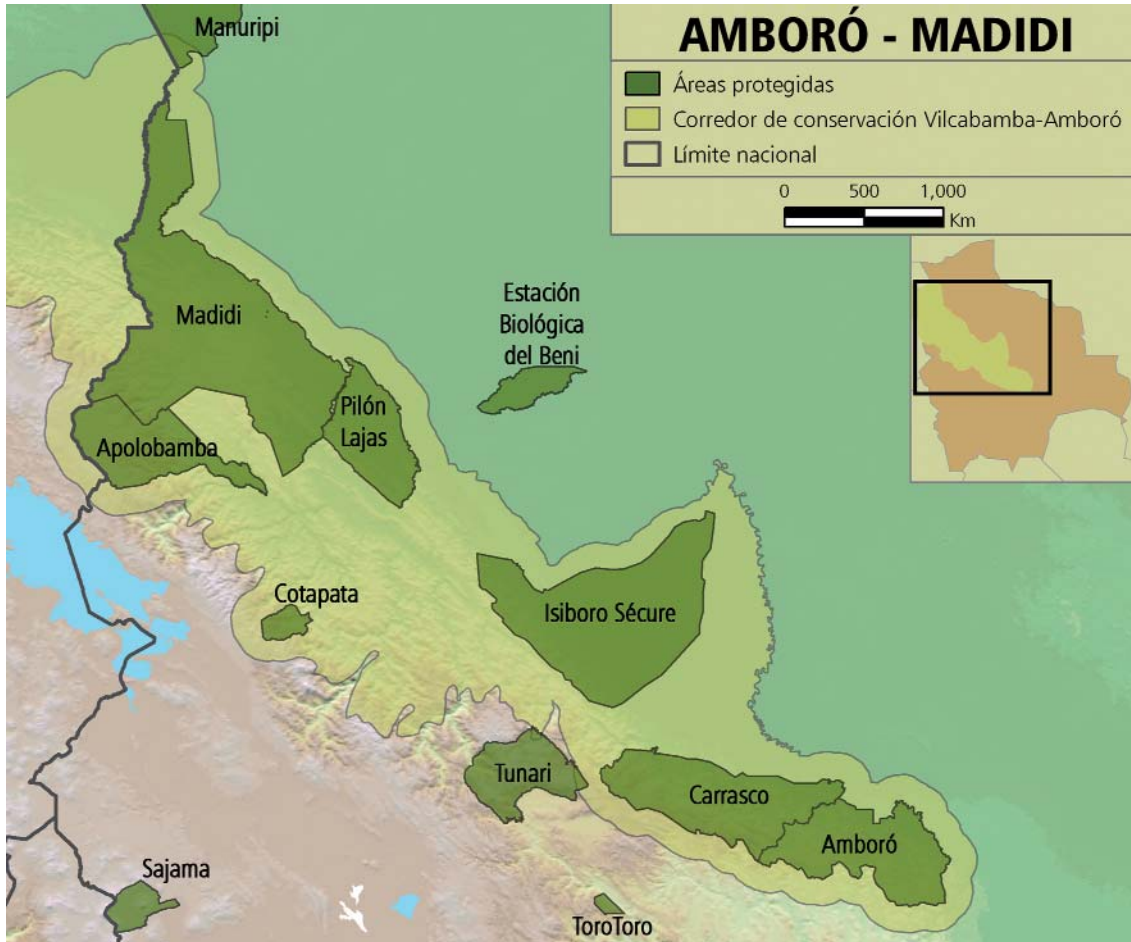 Manuripi
AMBORÓ - MADIDI
Áreas protegidas
Corredor de conservación Vilcabamba-Amboró
Límite nacional
0 500 1,000
Km
Madidi
Estación
Biológica
del Beni
Pilón
Lajas
Apolobamba
Cotapata
Isiboro Sécure
Tunari
Carrasco
Amboró
Sajama
ToroToro